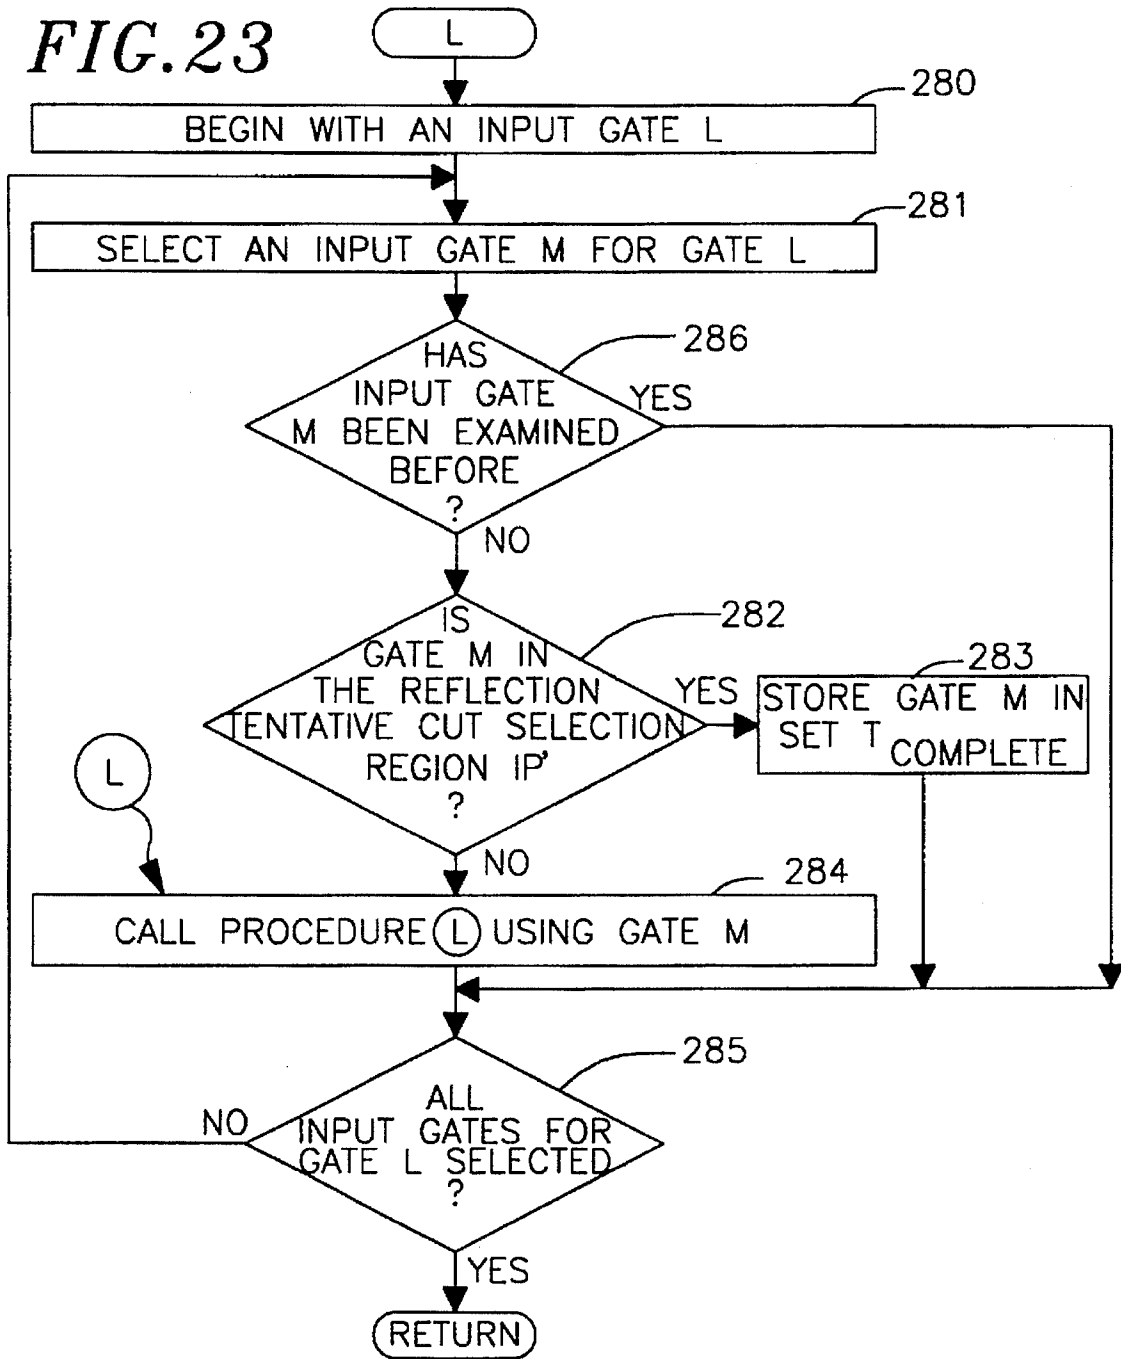 FIG.23
L
280
BEGIN WITH AN INPUT GATE L
281
SELECT AN INPUT GATE M FOR GATE L
286
HAS
INPUT GATE
M BEEN EXAMINED
BEFORE
?
YES
NO
282
IS
GATE M IN
THE REFLECTION
TENTATIVE CUT SELECTION
REGION IP'
?
YES
283
STORE GATE M IN
SET T COMPLETE
L
NO
284
CALL PROCEDURE L USING GATE M
285
ALL
INPUT GATES FOR
GATE L SELECTED
?
NO
YES
RETURN